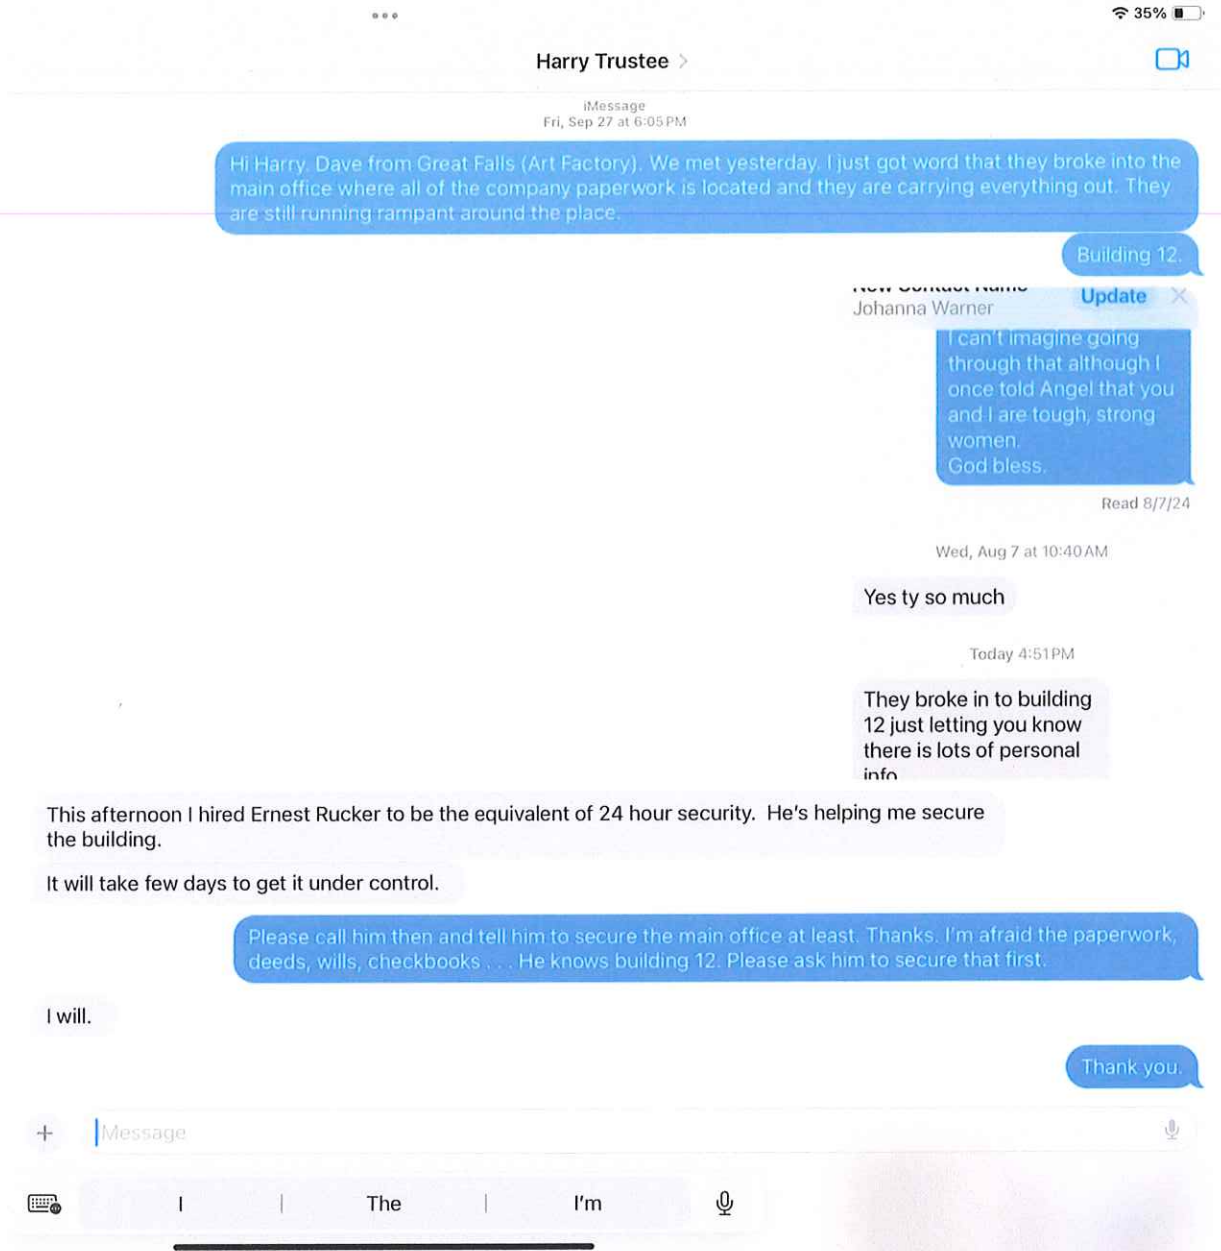 35%
Harry Trustee
iMessage
Fri, Sep 27 at 6:05 PM
Hi Harry. Dave from Great Falls (Art Factory). We met yesterday. I just got word that they broke into the
main office where all of the company paperwork is located and they are carrying everything out. They
are still running rampant around the place.
Building 12.
New Contact Name
Update
Johanna Warner
I can't imagine going
through that although I
once told Angel that you
and I are tough, strong
women.
God bless.
Read 8/7/24
Wed, Aug 7 at 10:40 AM
Yes ty so much
Today 4:51 PM
They broke in to building
12 just letting you know
there is lots of personal
info
This afternoon I hired Ernest Rucker to be the equivalent of 24 hour security.  He's helping me secure
the building.
It will take few days to get it under control.
Please call him then and tell him to secure the main office at least. Thanks. I'm afraid the paperwork,
deeds, wills, checkbooks . . . He knows building 12. Please ask him to secure that first.
I will.
Thank you.
Message
I
The
I'm